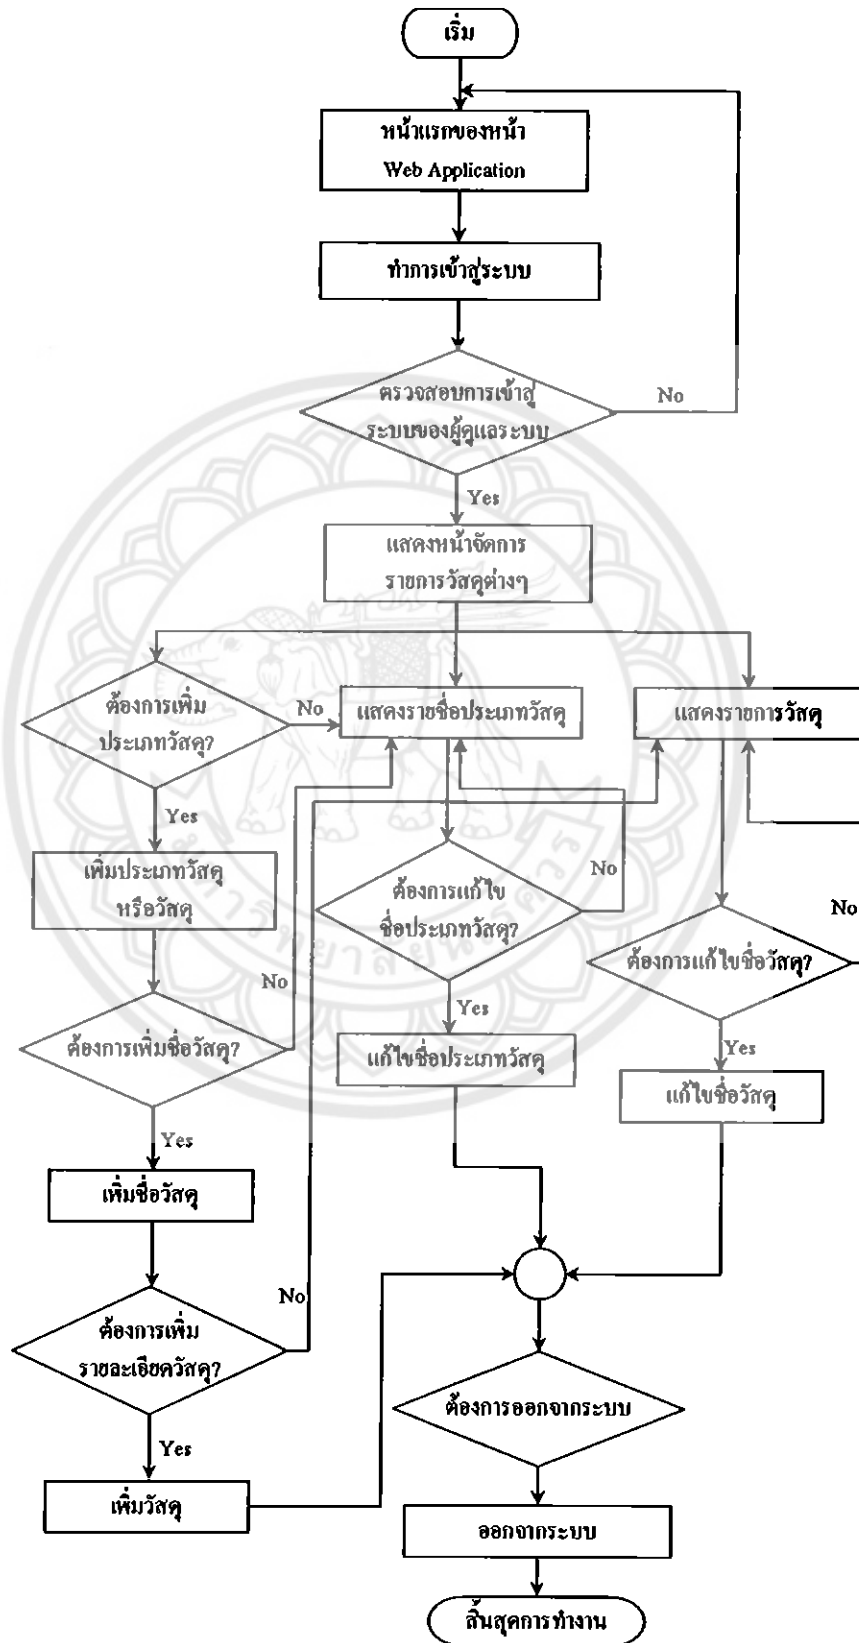 เริ่ม
หน้าแรกของหน้า
Web Application
ทำการเข้าสู่ระบบ
ตรวจสอบการเข้าสู่
ระบบของผู้ดูแลระบบ
No
Yes
แสดงหน้าจัดการ
รายการวัสดุต่างๆ
ต้องการเพิ่ม
ประเภทวัสดุ?
No
แสดงรายชื่อประเภทวัสดุ
แสดงรายการวัสดุ
Yes
เพิ่มประเภทวัสดุ
หรือวัสดุ
ต้องการแก้ไข
ชื่อประเภทวัสดุ?
No
ต้องการแก้ไขชื่อวัสดุ?
No
No
ต้องการเพิ่มชื่อวัสดุ?
Yes
แก้ไขชื่อประเภทวัสดุ
Yes
แก้ไขชื่อวัสดุ
Yes
เพิ่มชื่อวัสดุ
No
ต้องการเพิ่ม
รายละเอียดวัสดุ?
Yes
เพิ่มวัสดุ
ต้องการออกจากระบบ
ออกจากระบบ
สิ้นสุดการทำงาน